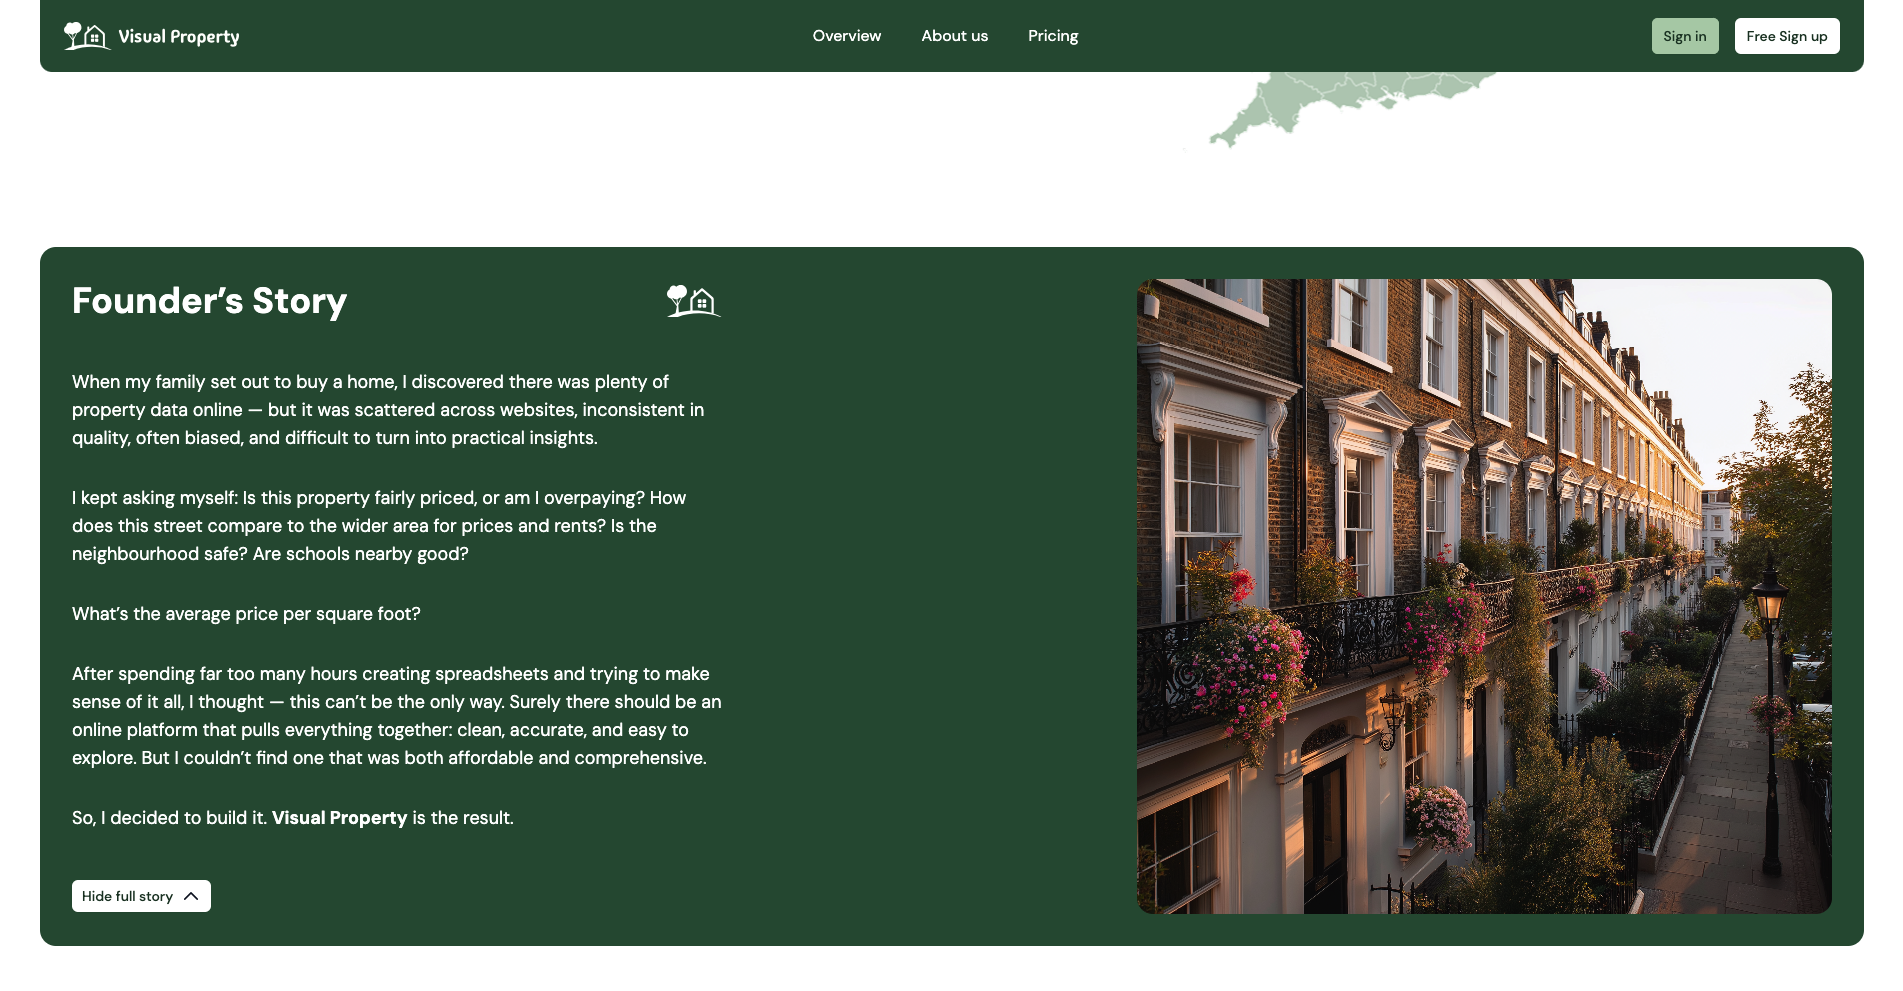 Visual Property
Overview
About us
Pricing
Sign in
Free Sign up
Founder’s Story
When my family set out to buy a home, I discovered there was plenty of
property data online — but it was scattered across websites, inconsistent in
quality, often biased, and difficult to turn into practical insights.
I kept asking myself: Is this property fairly priced, or am I overpaying? How
does this street compare to the wider area for prices and rents? Is the
neighbourhood safe? Are schools nearby good?
What’s the average price per square foot?
After spending far too many hours creating spreadsheets and trying to make
sense of it all, I thought — this can’t be the only way. Surely there should be an
online platform that pulls everything together: clean, accurate, and easy to
explore. But I couldn’t find one that was both affordable and comprehensive.
So, I decided to build it. Visual Property is the result.
Hide full story